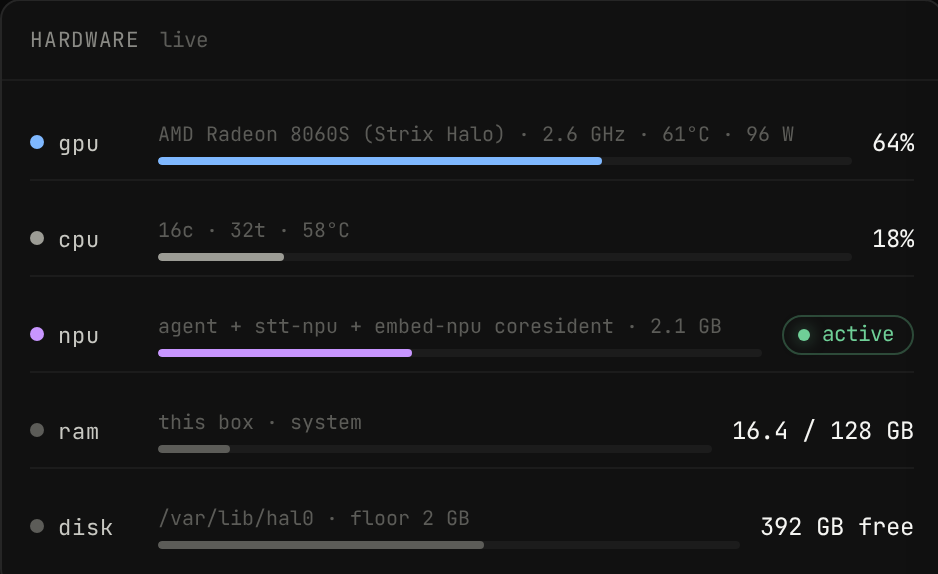 HARDWARE live
gpu AMD Radeon 8060S (Strix Halo) · 2.6 GHz · 61°C · 96 W 64%
cpu 16c · 32t · 58°C 18%
npu agent + stt-npu + embed-npu coresident · 2.1 GB active
ram this box · system 16.4 / 128 GB
disk /var/lib/hal0 · floor 2 GB 392 GB free